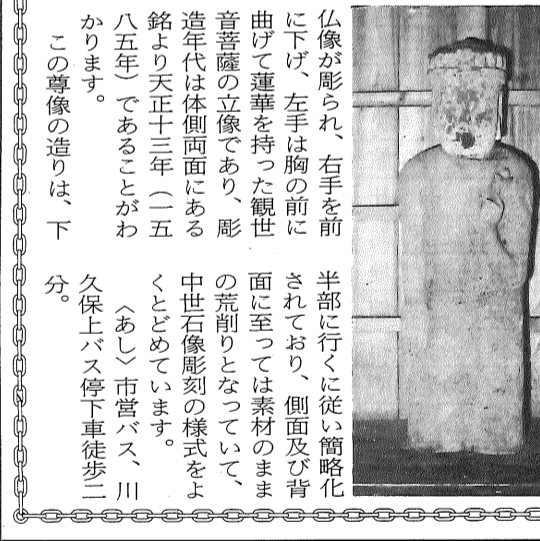 仏像が彫られ、右手を前
に下げ、左手は胸の前に
曲げて蓮華を持った観世
音菩薩の立像であり、彫
造年代は体側両面にある
銘より天正十三年（一五
八五年）であることがわ
かります。
この尊像の造りは、下
半部に行くに従い簡略化
されており、側面及び背
面に至っては素材のまま
の荒削りとなっていて、
中世石像彫刻の様式をよ
くとどめています。
〈あし〉市営バス、川
久保上バス停下車徒歩二
分。